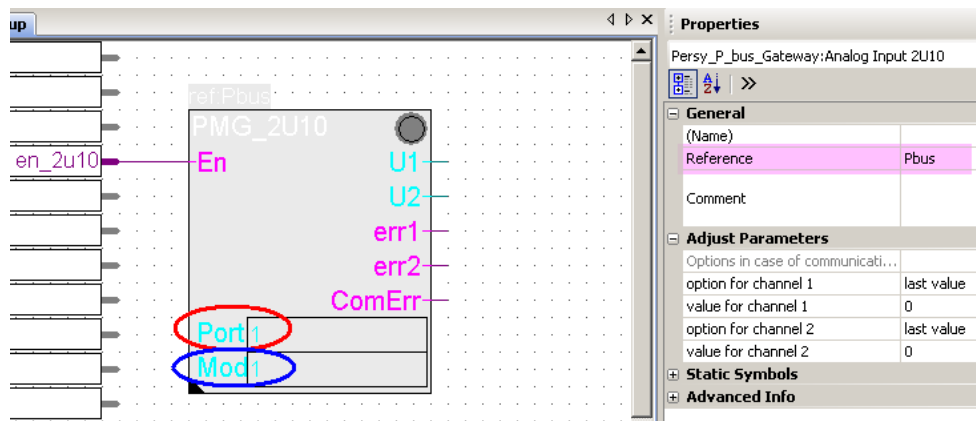 up
ref Pbus
PMG_2U10
en_2u10
En
U1
U2
err1
err2
ComErr
Port 1
Mod 1
Properties
Persy_P_bus_Gateway:Analog Input 2U10
General
(Name)
Reference Pbus
Comment
Adjust Parameters
Options in case of communicati...
option for channel 1 last value
value for channel 1 0
option for channel 2 last value
value for channel 2 0
Static Symbols
Advanced Info